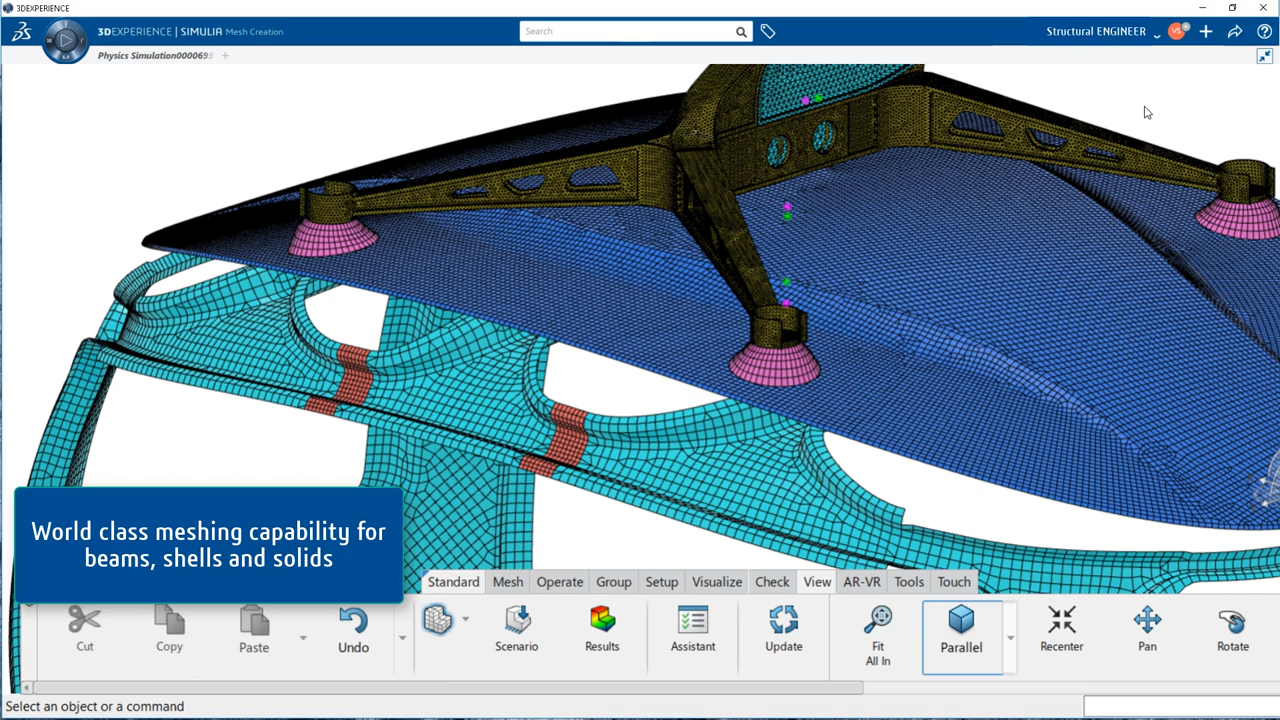 3DEXPERIENCE
3DEXPERIENCE | SIMULIA Mesh Creation
Search
Structural ENGINEER
VS
Physics Simulation0000693
World class meshing capability for
beams, shells and solids
Standard Mesh Operate Group Setup Visualize Check View AR-VR Tools Touch
Cut Copy Paste Undo Scenario Results Assistant Update Fit All In Parallel Recenter Pan Rotate
Select an object or a command